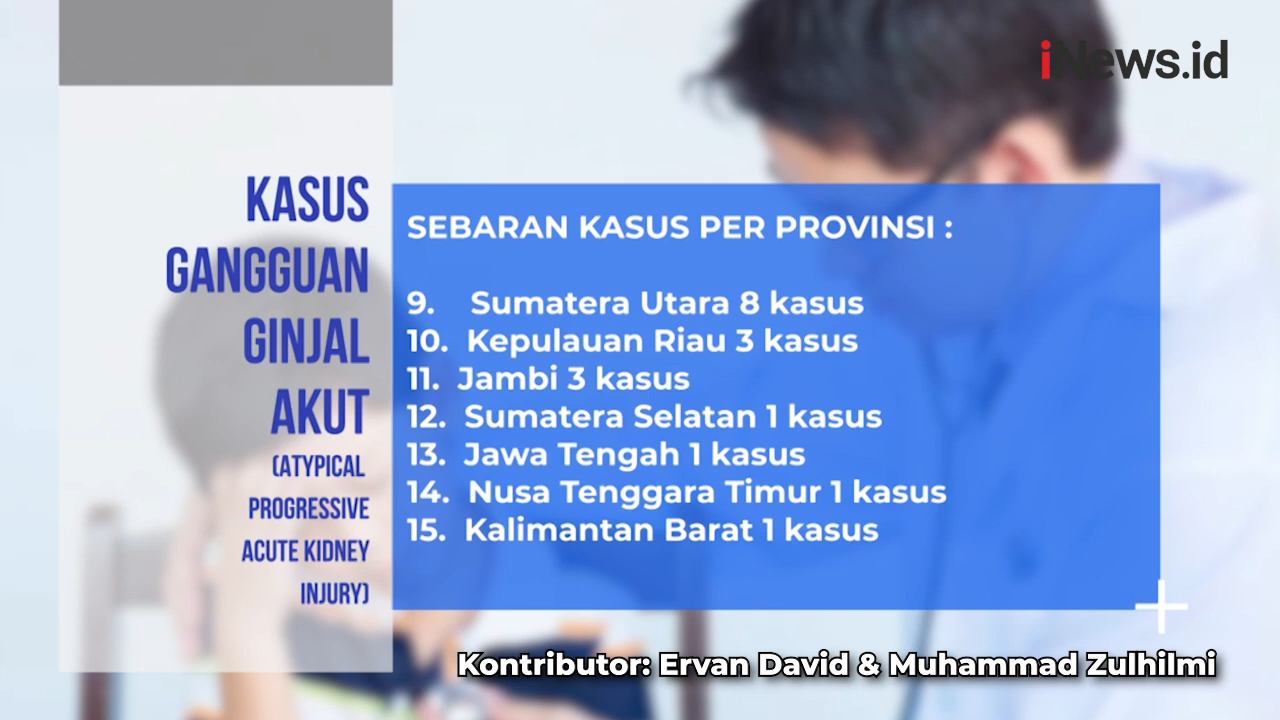 iNews.id
KASUS
GANGGUAN
GINJAL
AKUT
(ATYPICAL
PROGRESSIVE
ACUTE KIDNEY
INJURY)
SEBARAN KASUS PER PROVINSI :
9. Sumatera Utara 8 kasus
10. Kepulauan Riau 3 kasus
11. Jambi 3 kasus
12. Sumatera Selatan 1 kasus
13. Jawa Tengah 1 kasus
14. Nusa Tenggara Timur 1 kasus
15. Kalimantan Barat 1 kasus
Kontributor: Ervan David & Muhammad Zulhilmi